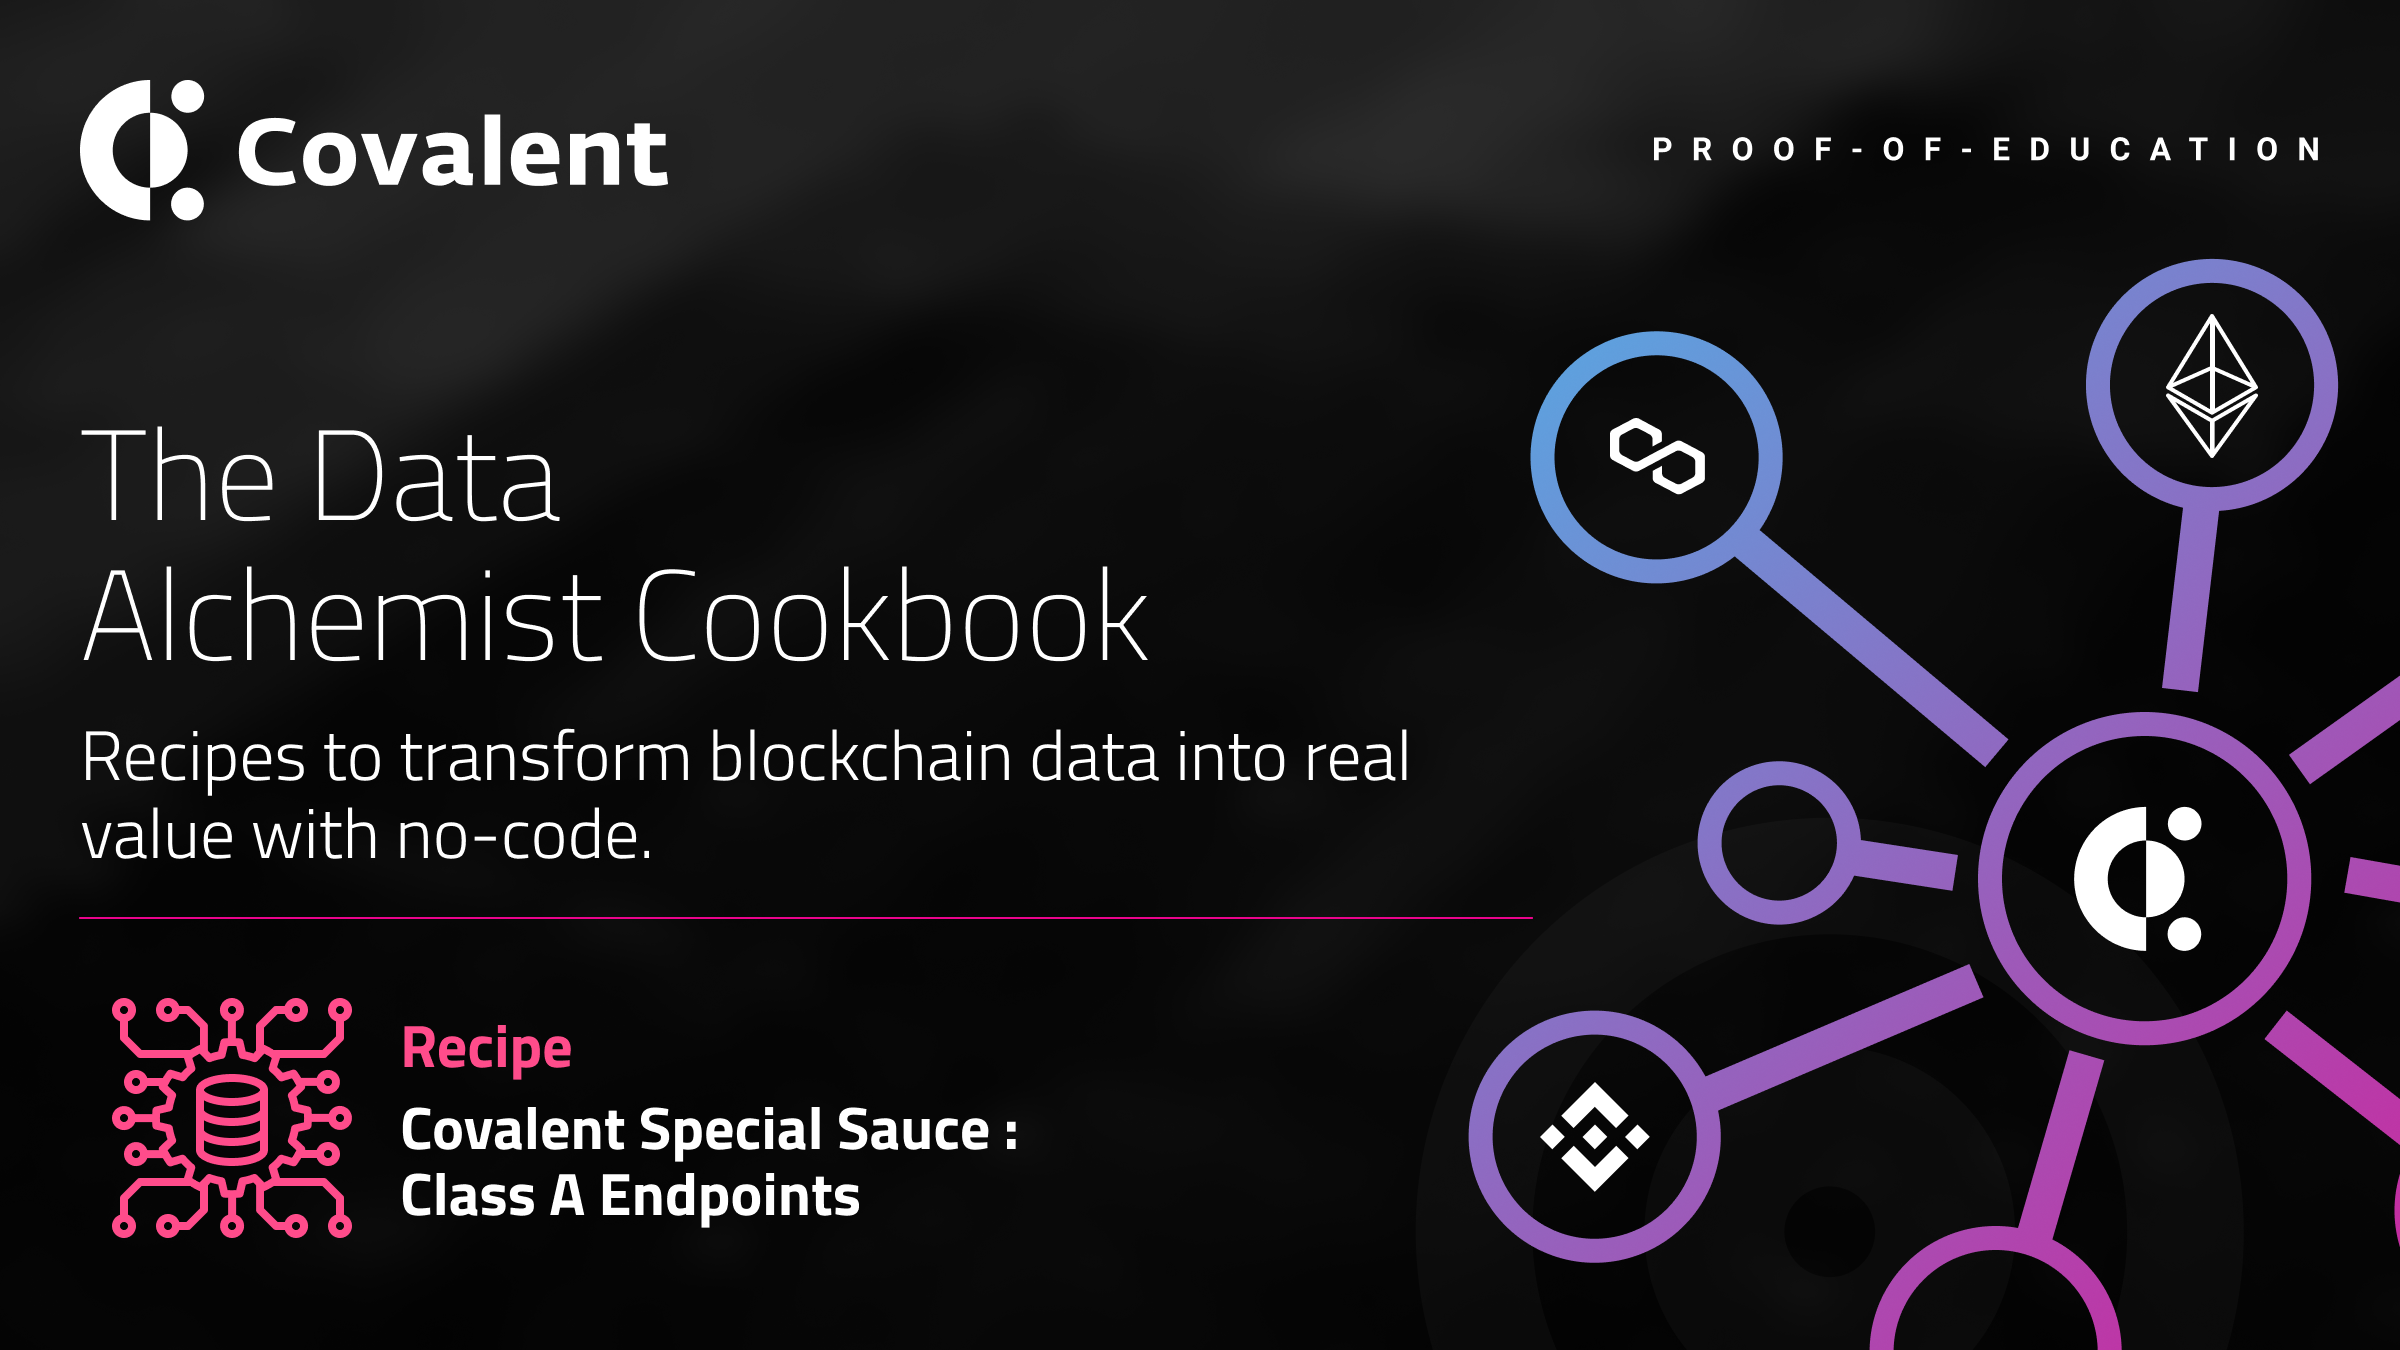 Covalent
PROOF-OF-EDUCATION
The Data
Alchemist Cookbook
Recipes to transform blockchain data into real
value with no-code.
Recipe
Covalent Special Sauce :
Class A Endpoints